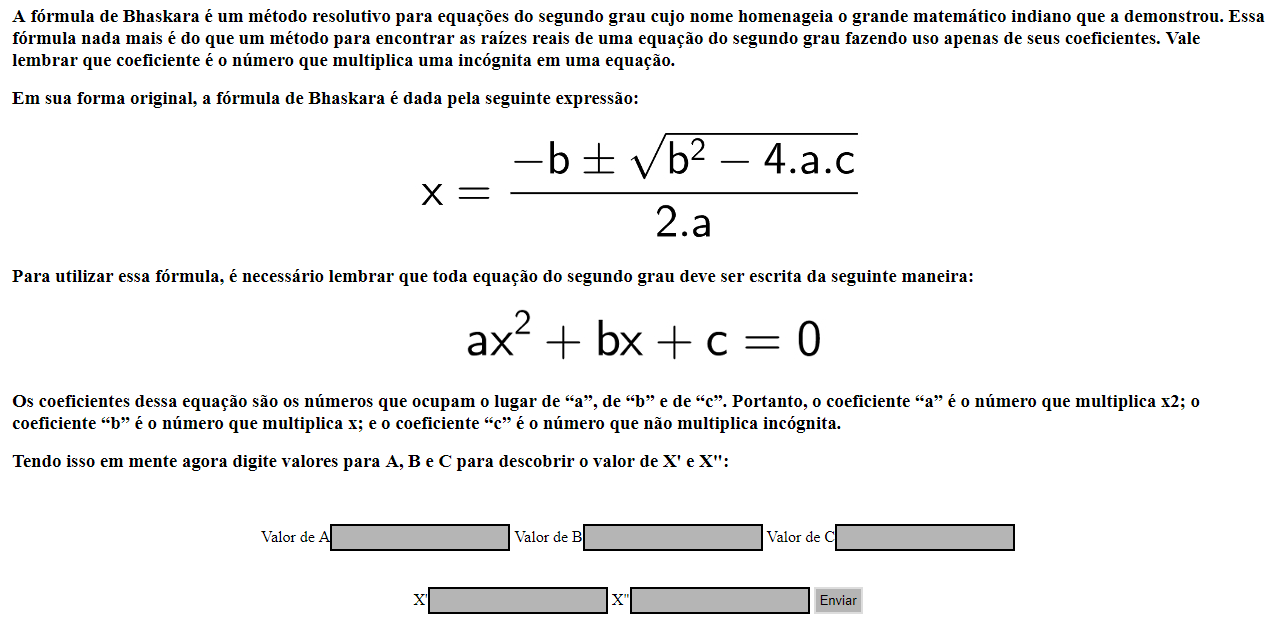 A fórmula de Bhaskara é um método resolutivo para equações do segundo grau cujo nome homenageia o grande matemático indiano que a demonstrou. Essa
fórmula nada mais é do que um método para encontrar as raízes reais de uma equação do segundo grau fazendo uso apenas de seus coeficientes. Vale
lembrar que coeficiente é o número que multiplica uma incógnita em uma equação.
Em sua forma original, a fórmula de Bhaskara é dada pela seguinte expressão:
x = (−b ± √(b² − 4.a.c)) / 2.a
Para utilizar essa fórmula, é necessário lembrar que toda equação do segundo grau deve ser escrita da seguinte maneira:
ax² + bx + c = 0
Os coeficientes dessa equação são os números que ocupam o lugar de “a”, de “b” e de “c”. Portanto, o coeficiente “a” é o número que multiplica x2; o
coeficiente “b” é o número que multiplica x; e o coeficiente “c” é o número que não multiplica incógnita.
Tendo isso em mente agora digite valores para A, B e C para descobrir o valor de X' e X":
Valor de A Valor de B Valor de C
X' X" Enviar